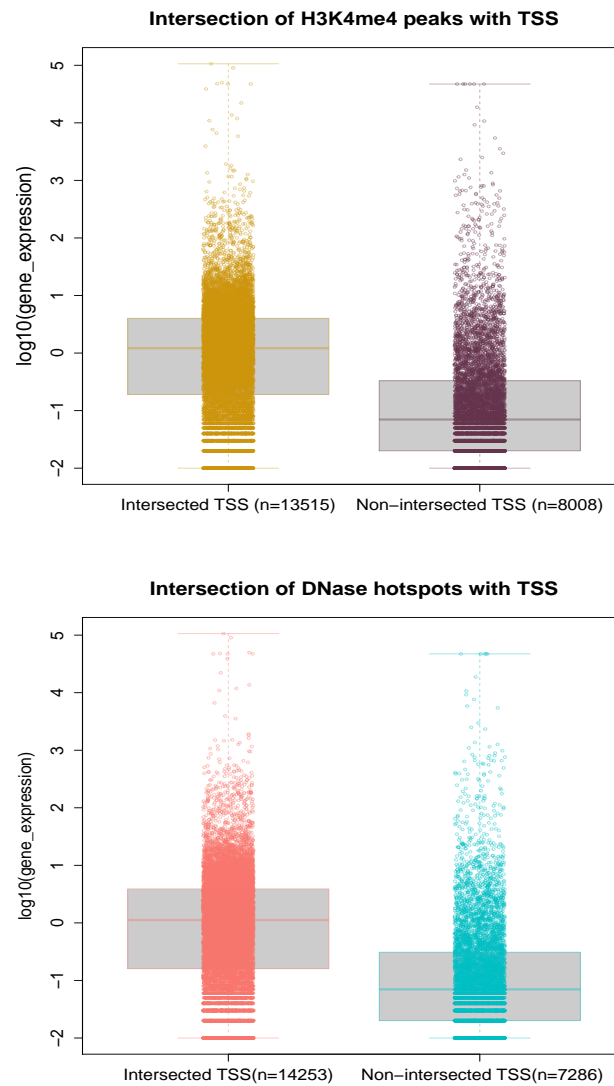 Intersection of H3K4me4 peaks with TSS
log10(gene_expression)
5
4
3
2
1
0
−1
−2
Intersected TSS (n=13515) Non−intersected TSS (n=8008)
Intersection of DNase hotspots with TSS
log10(gene_expression)
5
4
3
2
1
0
−1
−2
Intersected TSS(n=14253) Non−intersected TSS(n=7286)